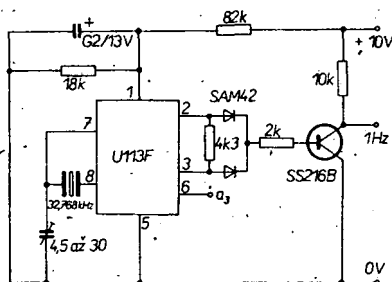 82k
+
G2/13V
+ 10V
18k
10k
1
SAM42
2
7
4k3
2k
1Hz
U113F
SS216B
3
8
6
a₃
32,768kHz
5
4,5 až 30
0V